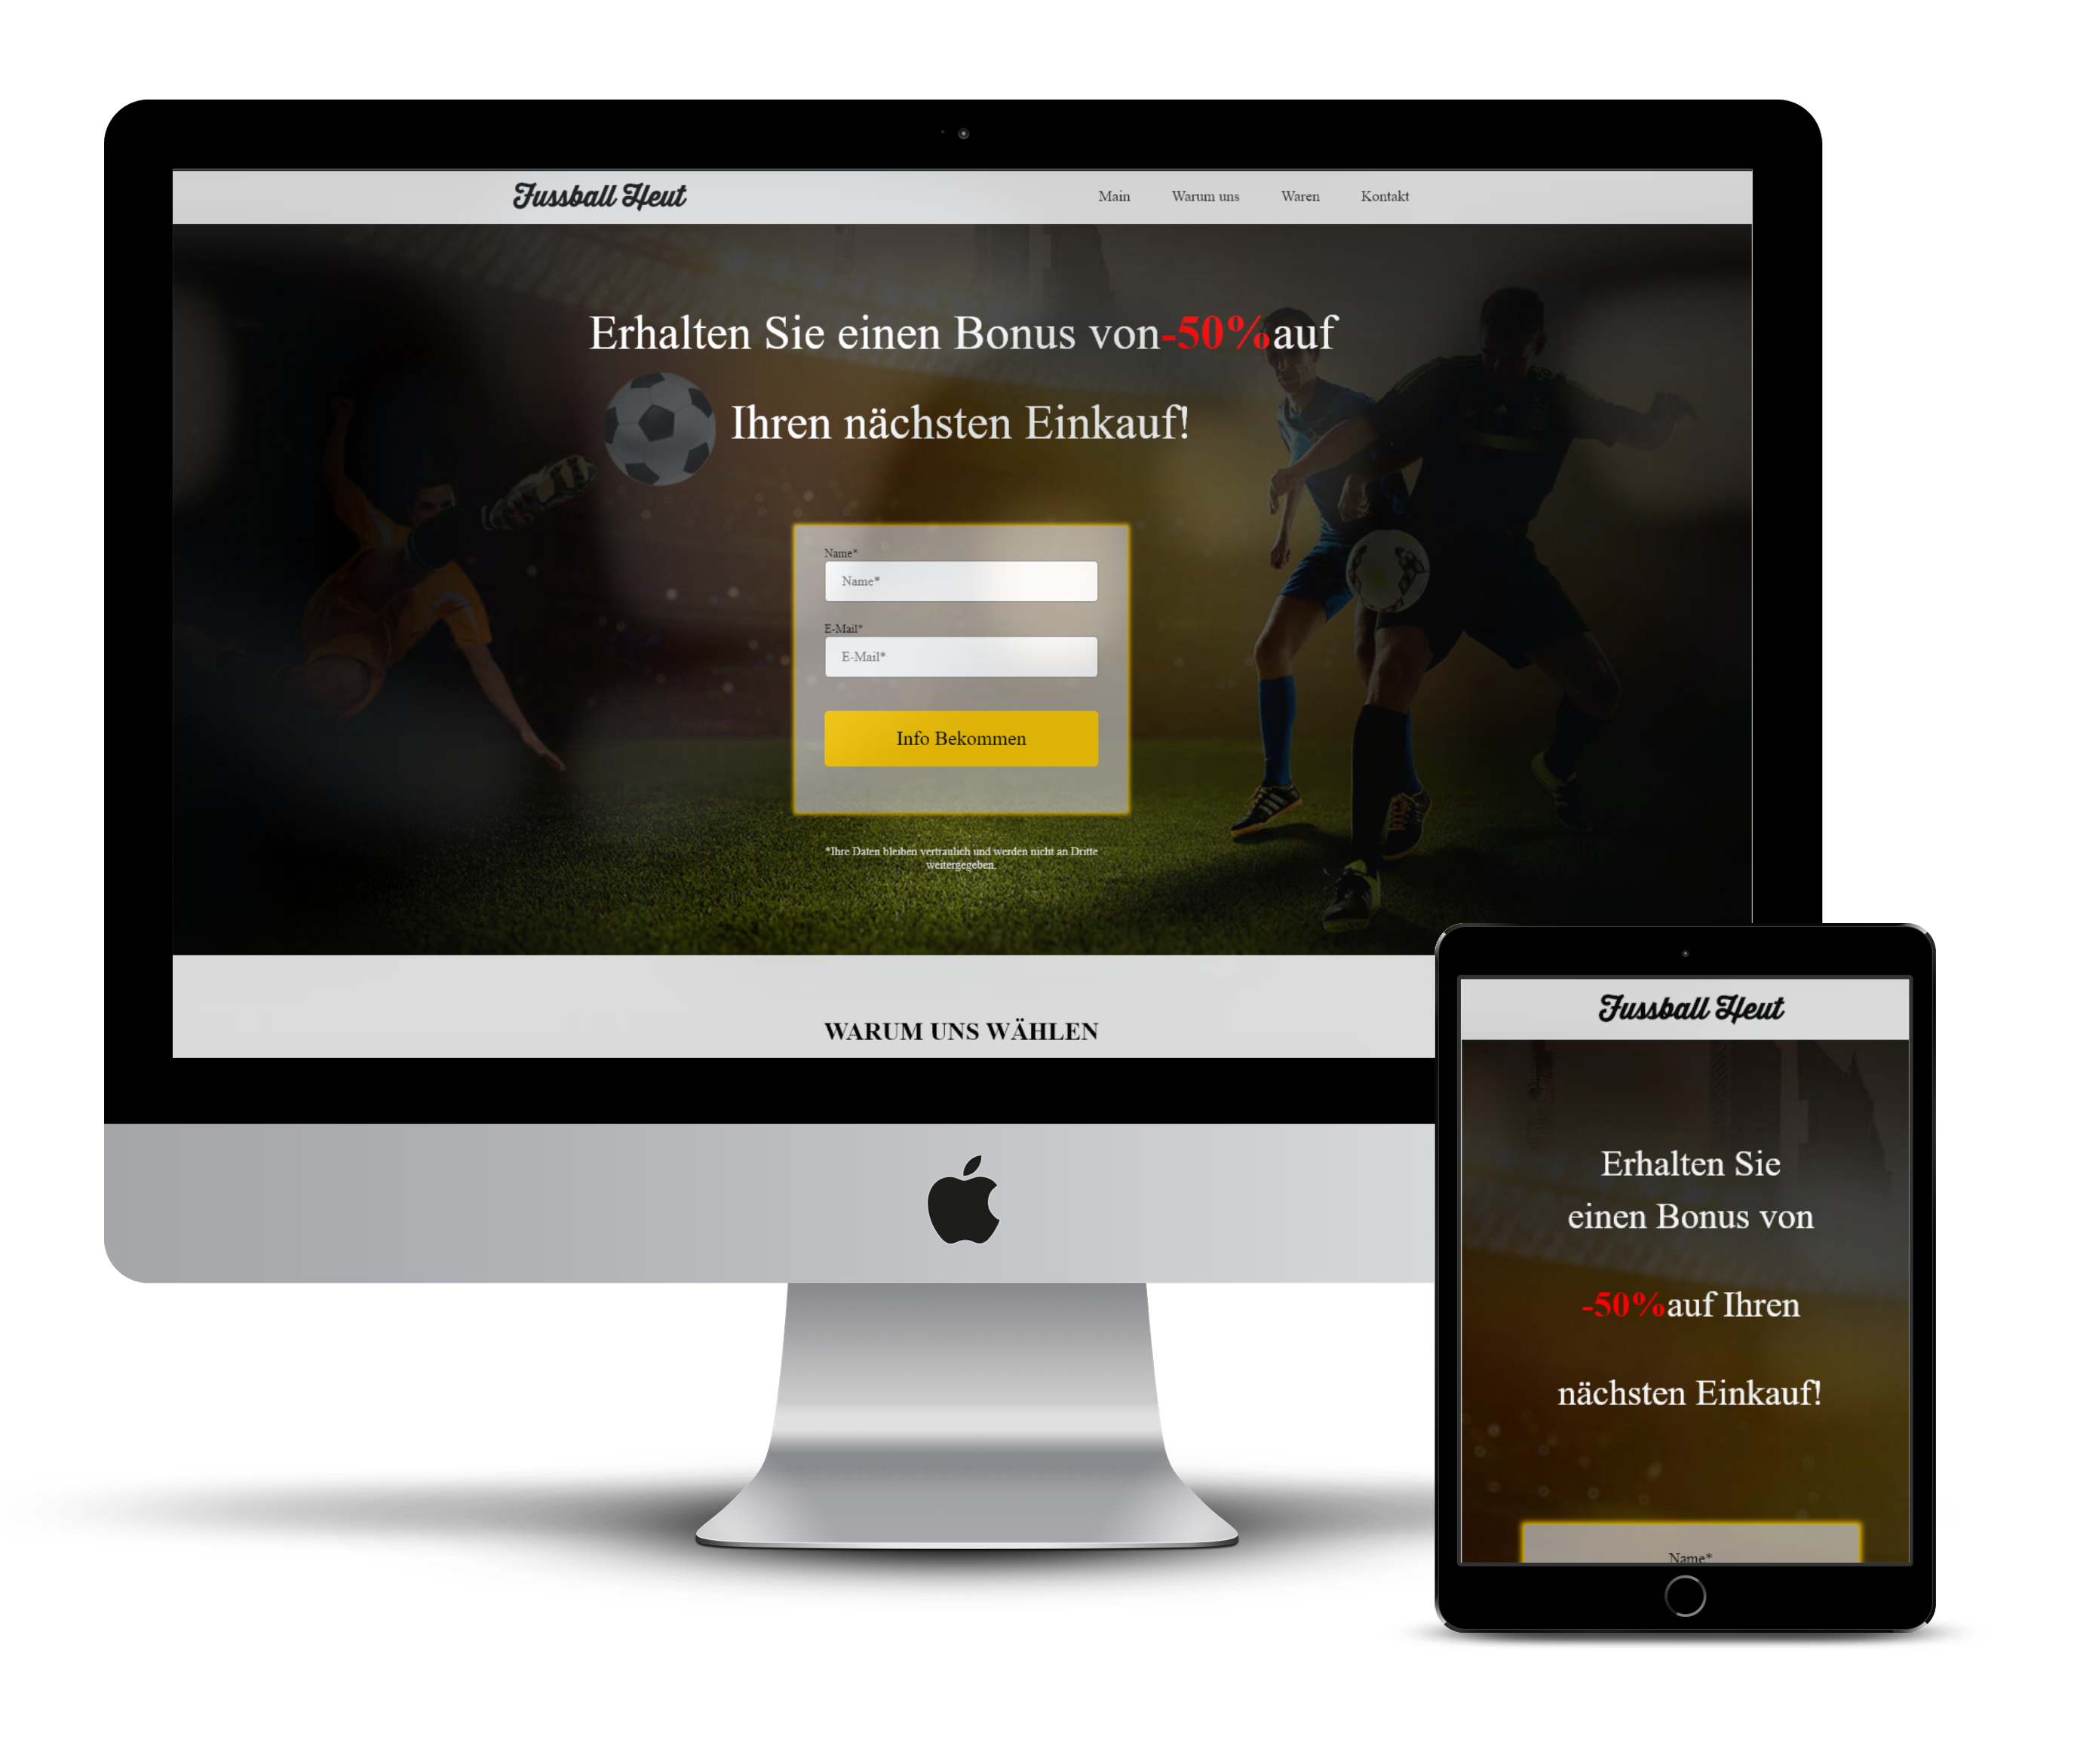 Fussball Heut
Main Warum uns Waren Kontakt
Erhalten Sie einen Bonus von-50%auf
Ihren nächsten Einkauf!
Name*
Name*
E-Mail*
E-Mail*
Info Bekommen
*Ihre Daten bleiben vertraulich und werden nicht an Dritte
weitergegeben.
WARUM UNS WÄHLEN
Fussball Heut
Erhalten Sie
einen Bonus von
-50%auf Ihren
nächsten Einkauf!
Name*